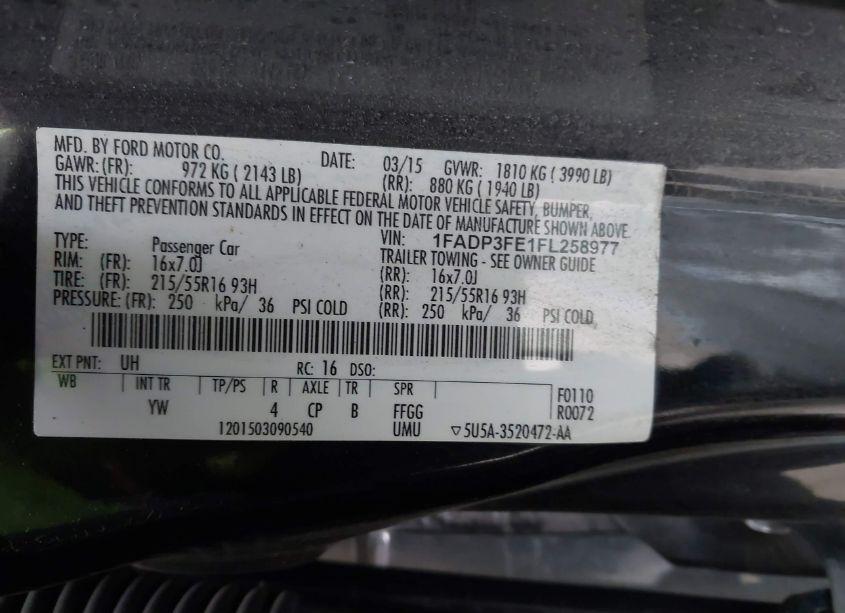 MFD. BY FORD MOTOR CO.
DATE: 03/15 GVWR: 1810 KG ( 3990 LB)
GAWR: (FR): 972 KG ( 2143 LB) (RR): 880 KG ( 1940 LB)
THIS VEHICLE CONFORMS TO ALL APPLICABLE FEDERAL MOTOR VEHICLE SAFETY, BUMPER,
AND THEFT PREVENTION STANDARDS IN EFFECT ON THE DATE OF MANUFACTURE SHOWN ABOVE.
VIN: 1FADP3FE1FL258977
TYPE: Passenger Car TRAILER TOWING - SEE OWNER GUIDE
RIM: (FR): 16x7.0J (RR): 16x7.0J
TIRE: (FR): 215/55R16 93H (RR): 215/55R16 93H
PRESSURE: (FR): 250 kPa/ 36 PSI COLD (RR): 250 kPa/ 36 PSI COLD
EXT PNT: UH RC: 16 DSO:
WB INT TR TP/PS R AXLE TR SPR F0110
YW 4 CP B FFGG R0072
1201503090540 UMU ▽5U5A-3520472-AA